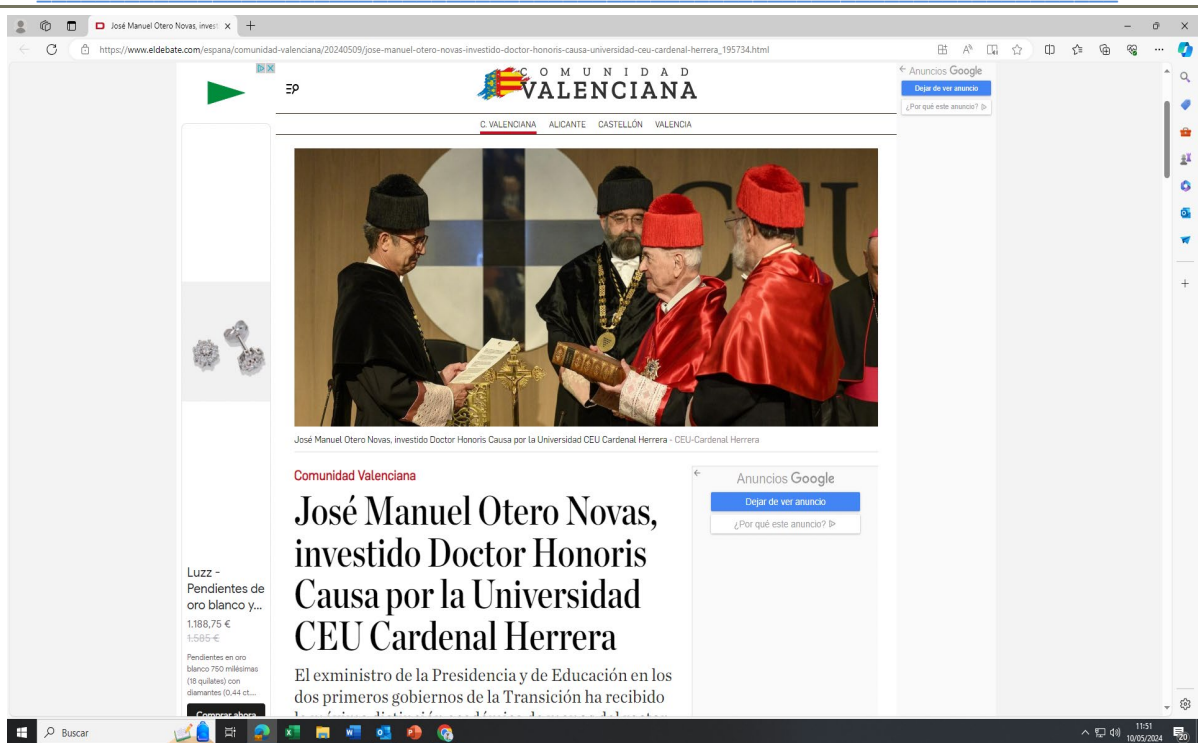 José Manuel Otero Novas, invest
https://www.eldebate.com/espana/comunidad-valenciana/20240509/jose-manuel-otero-novas-investido-doctor-honoris-causa-universidad-ceu-cardenal-herrera_195734.html
COMUNIDAD
VALENCIANA
C. VALENCIANA ALICANTE CASTELLÓN VALENCIA
Anuncios Google
Dejar de ver anuncio
¿Por qué este anuncio?
CEU
José Manuel Otero Novas, investido Doctor Honoris Causa por la Universidad CEU Cardenal Herrera - CEU-Cardenal Herrera
Comunidad Valenciana
José Manuel Otero Novas,
investido Doctor Honoris
Causa por la Universidad
CEU Cardenal Herrera
El exministro de la Presidencia y de Educación en los
dos primeros gobiernos de la Transición ha recibido
Anuncios Google
Dejar de ver anuncio
¿Por qué este anuncio?
Luzz -
Pendientes de
oro blanco y...
1.188,75 €
1.585 €
Pendientes en oro
blanco 750 milésimas
(18 quilates) con
diamantes (0,44 ct....
Comprar ahora
Buscar
11:51
10/05/2024
20